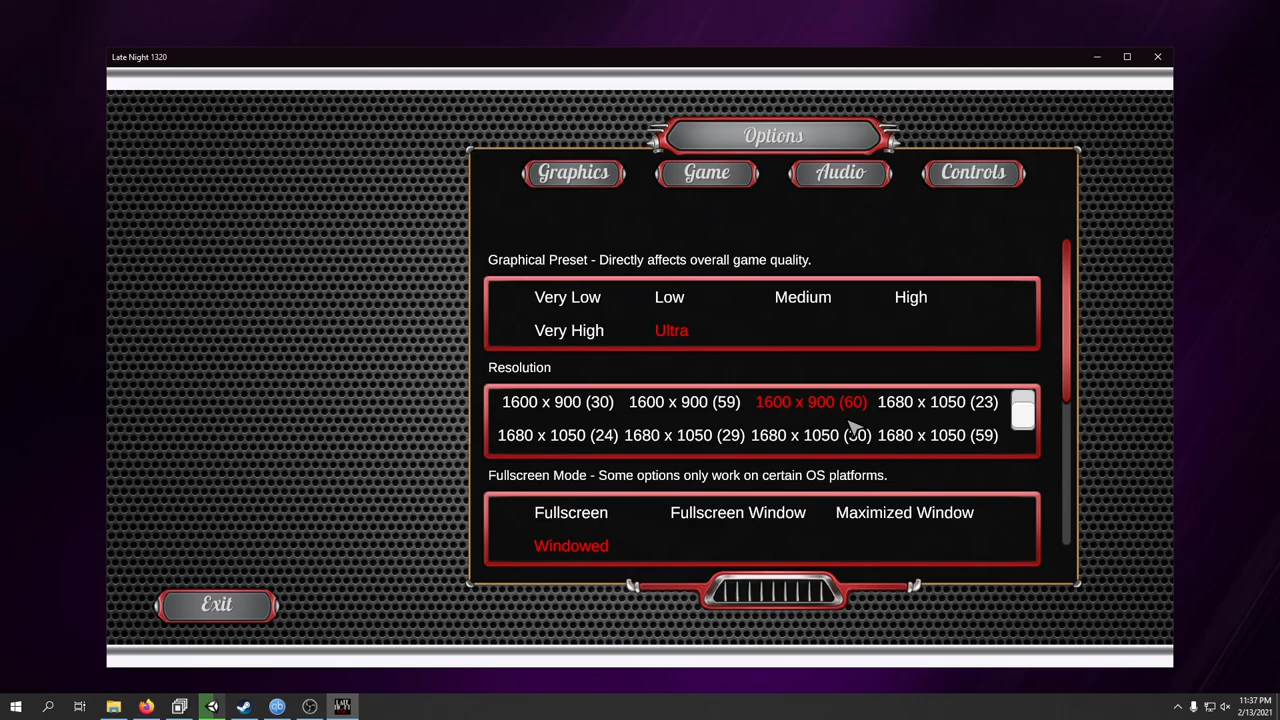 Late Night 1320
Options
Graphics Game Audio Controls
Graphical Preset - Directly affects overall game quality.
Very Low Low Medium High
Very High Ultra
Resolution
1600 x 900 (30) 1600 x 900 (59) 1600 x 900 (60) 1680 x 1050 (23)
1680 x 1050 (24) 1680 x 1050 (29) 1680 x 1050 (30) 1680 x 1050 (59)
Fullscreen Mode - Some options only work on certain OS platforms.
Fullscreen Fullscreen Window Maximized Window
Windowed
Exit
qb
LATE
11:37 PM
2/13/2021